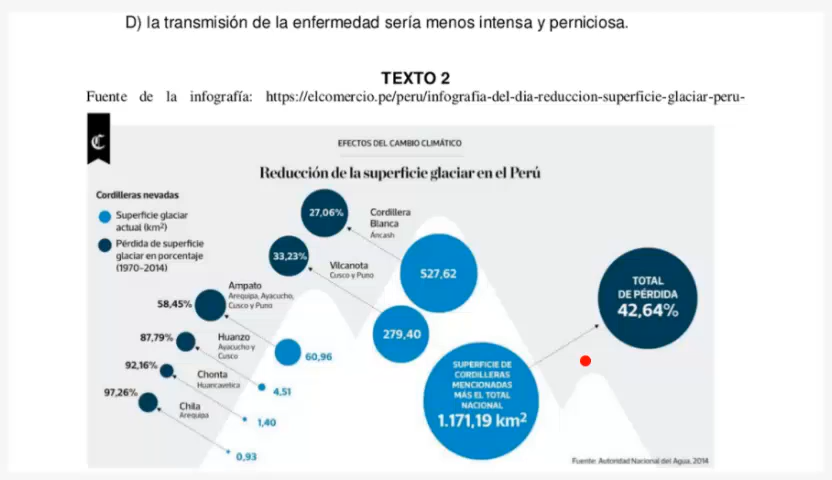 D) la transmisión de la enfermedad sería menos intensa y perniciosa.
TEXTO 2
Fuente de la infografía: https://elcomercio.pe/peru/infografia-del-dia-reduccion-superficie-glaciar-peru-
EFECTOS DEL CAMBIO CLIMÁTICO
Reducción de la superficie glaciar en el Perú
Cordilleras nevadas
Superficie glaciar
actual (km²)
Pérdida de superficie
glaciar en porcentaje
(1970-2014)
27,06%
Cordillera
Blanca
Áncash
527,62
33,23%
Vilcanota
Cusco y Puno
279,40
58,45%
Ampato
Arequipa, Ayacucho,
Cusco y Puno
60,96
87,79%
Huanzo
Ayacucho y
Cusco
4,51
92,16%
Chonta
Huancavelica
1,40
97,26%
Chila
Arequipa
0,93
SUPERFICIE DE
CORDILLERAS
MENCIONADAS
MÁS EL TOTAL
NACIONAL
1.171,19 km²
TOTAL
DE PÉRDIDA
42,64%
Fuente: Autoridad Nacional del Agua, 2014